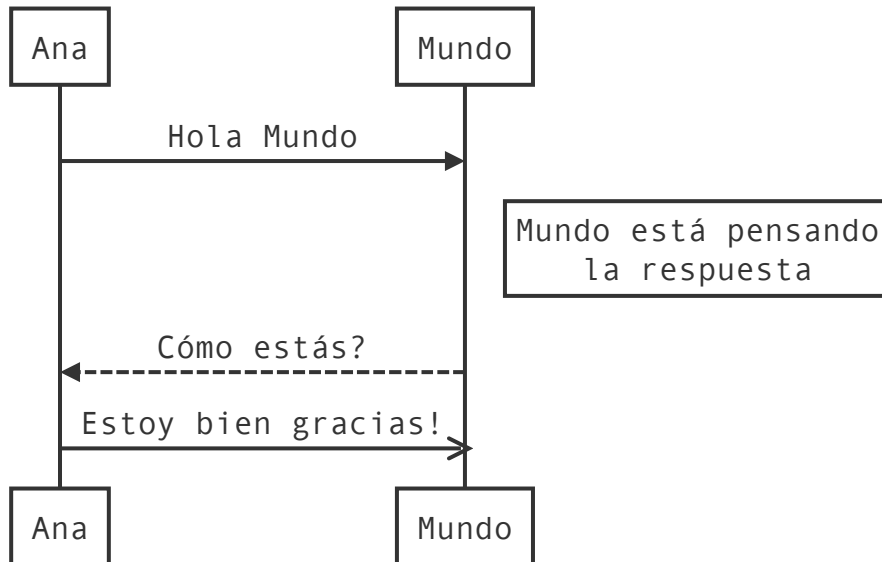 Ana
Mundo
Hola Mundo
Mundo está pensando
la respuesta
Cómo estás?
Estoy bien gracias!
Ana
Mundo